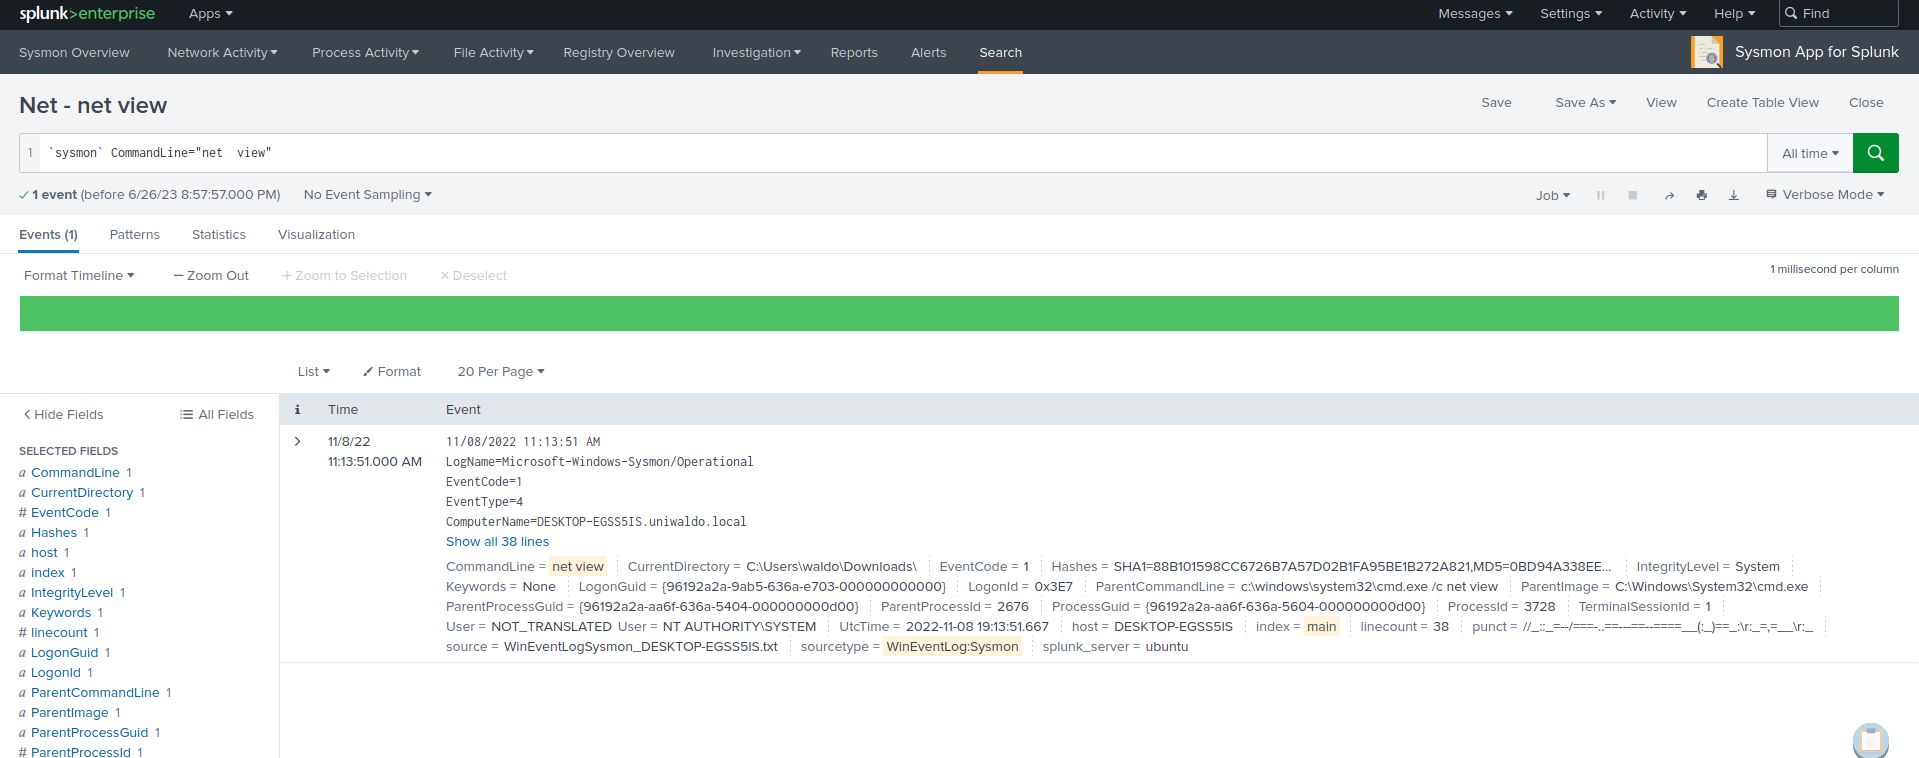 splunk>enterprise Apps Messages Settings Activity Help Find
Sysmon Overview Network Activity Process Activity File Activity Registry Overview Investigation Reports Alerts Search Sysmon App for Splunk
Net - net view Save Save As View Create Table View Close
1 `sysmon` CommandLine="net  view" All time
1 event (before 6/26/23 8:57:57.000 PM) No Event Sampling Job Verbose Mode
Events (1) Patterns Statistics Visualization
Format Timeline — Zoom Out + Zoom to Selection × Deselect 1 millisecond per column
List Format 20 Per Page
< Hide Fields All Fields
i Time Event
SELECTED FIELDS
a CommandLine 1
a CurrentDirectory 1
# EventCode 1
a Hashes 1
a host 1
a index 1
a IntegrityLevel 1
a Keywords 1
# linecount 1
a LogonGuid 1
a LogonId 1
a ParentCommandLine 1
a ParentImage 1
a ParentProcessGuid 1
# ParentProcessId 1
> 11/8/22
11:13:51.000 AM
11/08/2022 11:13:51 AM
LogName=Microsoft-Windows-Sysmon/Operational
EventCode=1
EventType=4
ComputerName=DESKTOP-EGSS5IS.uniwaldo.local
Show all 38 lines
CommandLine = net view CurrentDirectory = C:\Users\waldo\Downloads\ EventCode = 1 Hashes = SHA1=88B101598CC6726B7A57D02B1FA95BE1B272A821,MD5=0BD94A338EE... IntegrityLevel = System
Keywords = None LogonGuid = {96192a2a-9ab5-636a-e703-000000000000} LogonId = 0x3E7 ParentCommandLine = c:\windows\system32\cmd.exe /c net view ParentImage = C:\Windows\System32\cmd.exe
ParentProcessGuid = {96192a2a-aa6f-636a-5404-000000000d00} ParentProcessId = 2676 ProcessGuid = {96192a2a-aa6f-636a-5604-000000000d00} ProcessId = 3728 TerminalSessionId = 1
User = NOT_TRANSLATED User = NT AUTHORITY\SYSTEM UtcTime = 2022-11-08 19:13:51.667 host = DESKTOP-EGSS5IS index = main linecount = 38 punct =
source = WinEventLogSysmon_DESKTOP-EGSS5IS.txt sourcetype = WinEventLog:Sysmon splunk_server = ubuntu